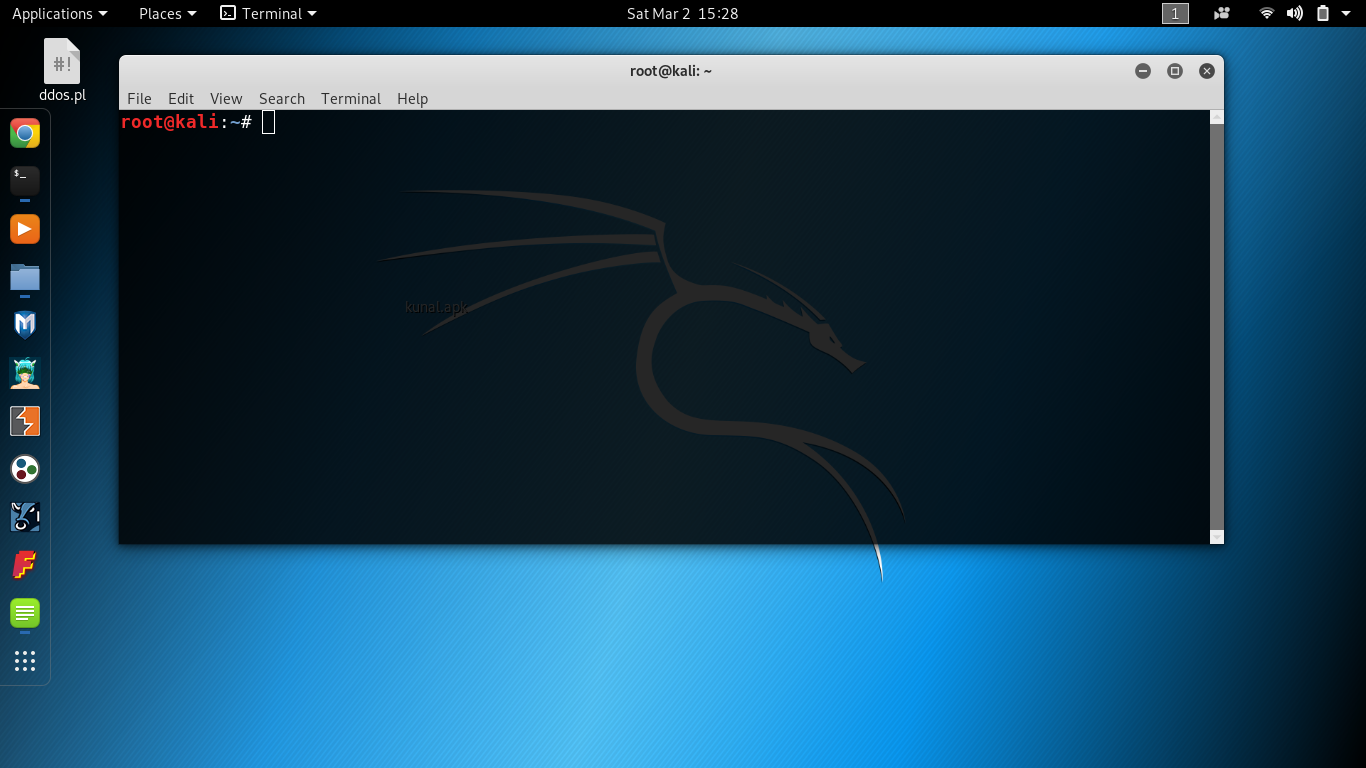 Applications Places Terminal Sat Mar 2 15:28 1
#!
ddos.pl
root@kali: ~
File Edit View Search Terminal Help
root@kali:~#
$_
kunal.apk